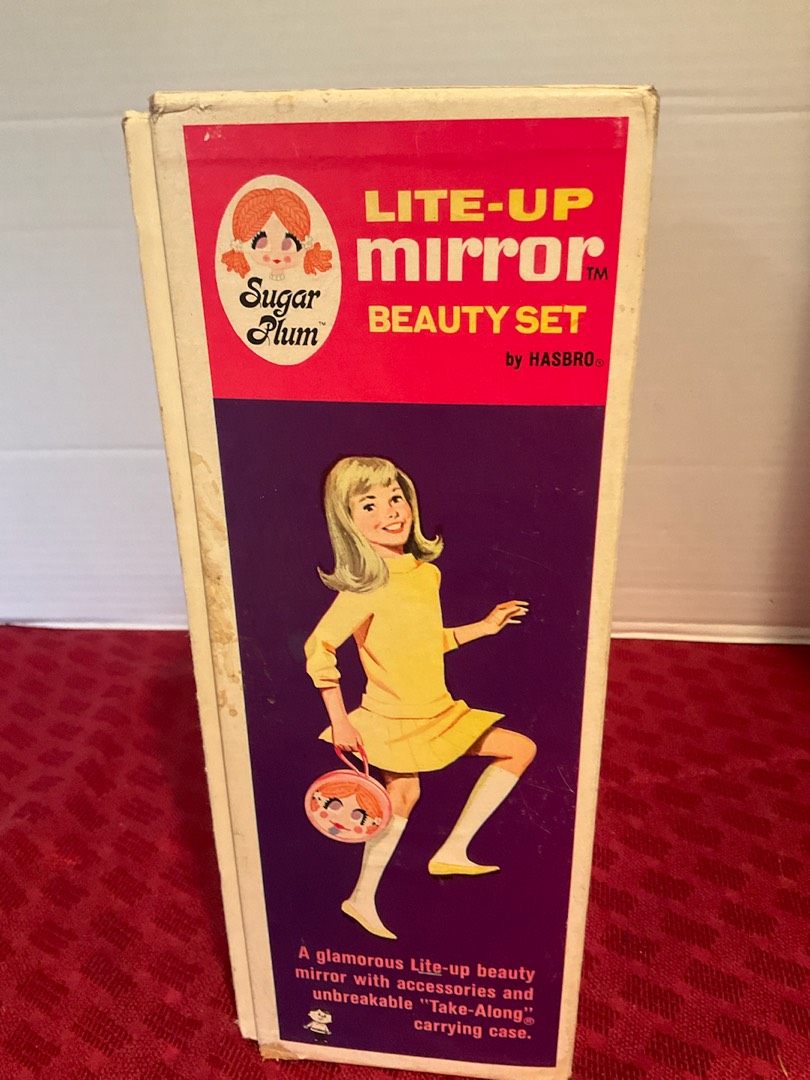 Sugar
Plum™
LITE-UP
mirror™
BEAUTY SET
by HASBRO®
A glamorous Lite-up beauty
mirror with accessories and
unbreakable "Take-Along"®
carrying case.